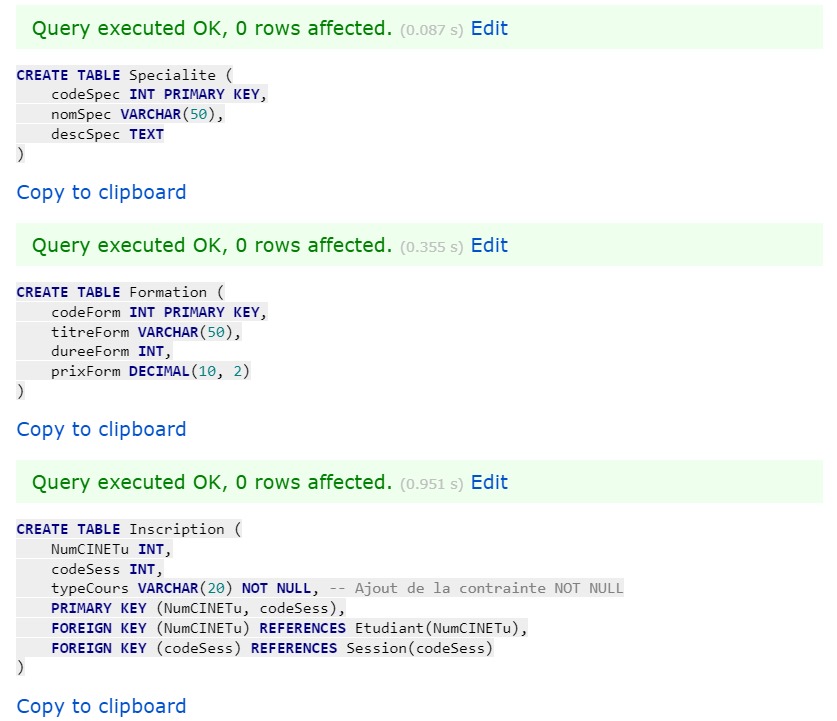 Query executed OK, 0 rows affected. (0.087 s) Edit
CREATE TABLE Specialite (
    codeSpec INT PRIMARY KEY,
    nomSpec VARCHAR(50),
    descSpec TEXT
)
Copy to clipboard
Query executed OK, 0 rows affected. (0.355 s) Edit
CREATE TABLE Formation (
    codeForm INT PRIMARY KEY,
    titreForm VARCHAR(50),
    dureeForm INT,
    prixForm DECIMAL(10, 2)
)
Copy to clipboard
Query executed OK, 0 rows affected. (0.951 s) Edit
CREATE TABLE Inscription (
    NumCINETu INT,
    codeSess INT,
    typeCours VARCHAR(20) NOT NULL, -- Ajout de la contrainte NOT NULL
    PRIMARY KEY (NumCINETu, codeSess),
    FOREIGN KEY (NumCINETu) REFERENCES Etudiant(NumCINETu),
    FOREIGN KEY (codeSess) REFERENCES Session(codeSess)
)
Copy to clipboard